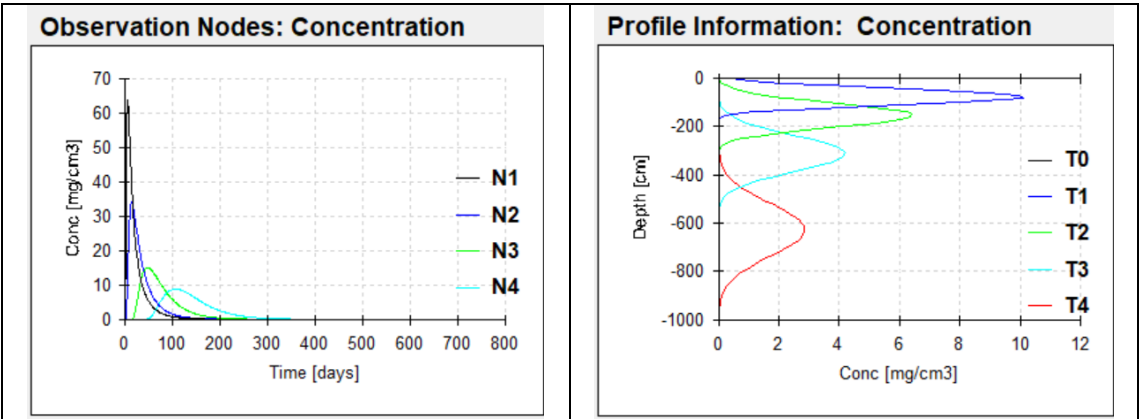 Observation Nodes: Concentration
70
60
50
40
30
20
10
0
Conc [mg/cm3]
0 100 200 300 400 500 600 700 800
Time [days]
N1
N2
N3
N4
Profile Information: Concentration
0
-200
-400
-600
-800
-1000
Depth [cm]
0 2 4 6 8 10 12
Conc [mg/cm3]
T0
T1
T2
T3
T4